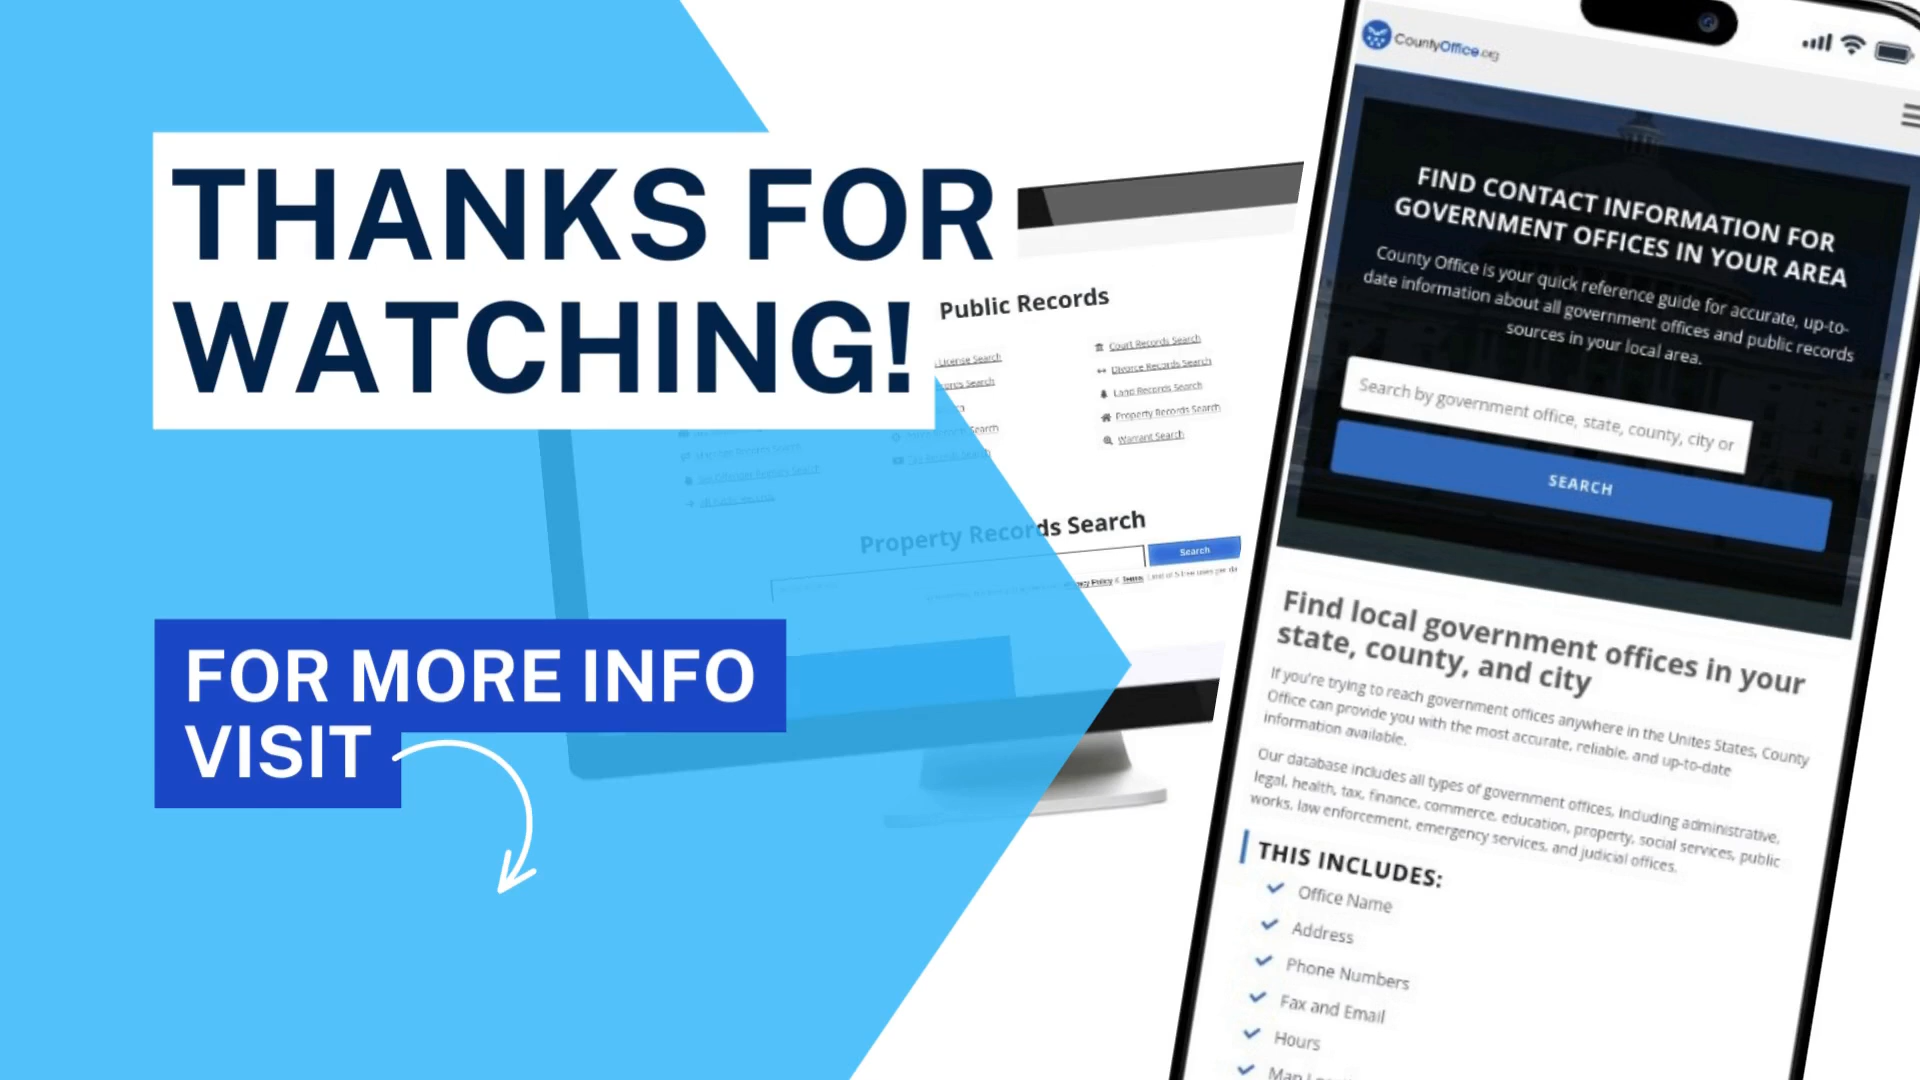 THANKS FOR
WATCHING!
FOR MORE INFO
VISIT
Public Records
License Search
Search
Search
Court Records Search
Divorce Records Search
Land Records Search
Property Records Search
Warrant Search
Property Records Search
Search
Policy & Terms
CountyOffice.org
FIND CONTACT INFORMATION FOR
GOVERNMENT OFFICES IN YOUR AREA
County Office is your quick reference guide for accurate, up-to-
date information about all government offices and public records
sources in your local area.
Search by government office, state, county, city or
SEARCH
Find local government offices in your
state, county, and city
If you're trying to reach government offices anywhere in the Unites States, County
Office can provide you with the most accurate, reliable, and up-to-date
information available.
Our database includes all types of government offices, including administrative,
legal, health, tax, finance, commerce, education, property, social services, public
works, law enforcement, emergency services, and judicial offices.
THIS INCLUDES:
Office Name
Address
Phone Numbers
Fax and Email
Hours
Map